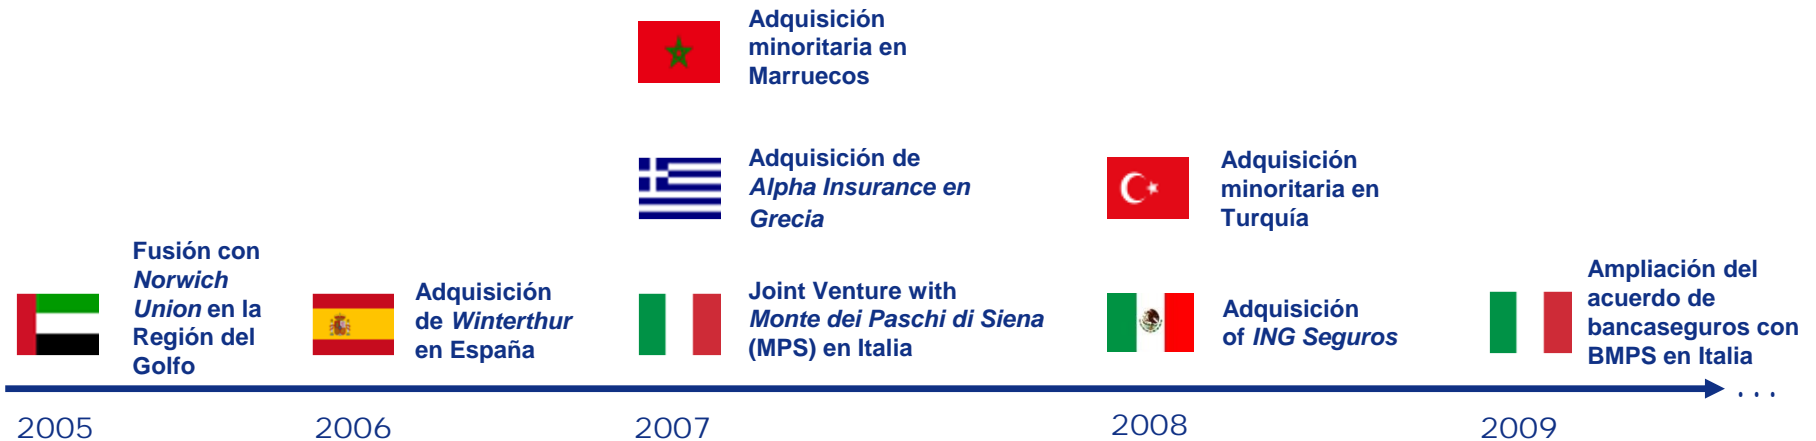 Adquisición
minoritaria en
Marruecos
Adquisición de
Alpha Insurance en
Grecia
Adquisición
minoritaria en
Turquía
Fusión con
Norwich
Union en la
Región del
Golfo
Adquisición
de Winterthur
en España
Joint Venture with
Monte dei Paschi di Siena
(MPS) en Italia
Adquisición
of ING Seguros
Ampliación del
acuerdo de
bancaseguros con
BMPS en Italia
. . .
2005
2006
2007
2008
2009